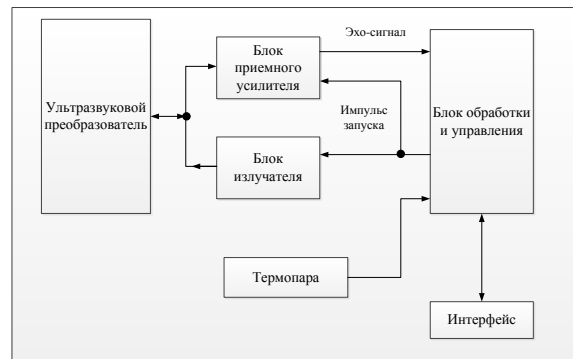 Ультразвуковой
преобразователь
Блок
приемного
усилителя
Эхо-сигнал
Импульс
запуска
Блок
излучателя
Блок обработки
и управления
Термопара
Интерфейс